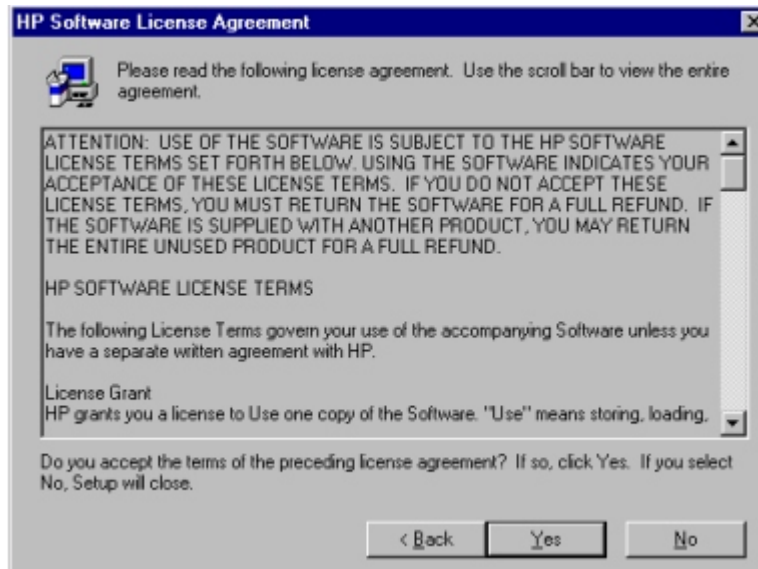 HP Software License Agreement
Please read the following license agreement. Use the scroll bar to view the entire
agreement.
ATTENTION: USE OF THE SOFTWARE IS SUBJECT TO THE HP SOFTWARE
LICENSE TERMS SET FORTH BELOW. USING THE SOFTWARE INDICATES YOUR
ACCEPTANCE OF THESE LICENSE TERMS. IF YOU DO NOT ACCEPT THESE
LICENSE TERMS, YOU MUST RETURN THE SOFTWARE FOR A FULL REFUND. IF
THE SOFTWARE IS SUPPLIED WITH ANOTHER PRODUCT, YOU MAY RETURN
THE ENTIRE UNUSED PRODUCT FOR A FULL REFUND.
HP SOFTWARE LICENSE TERMS
The following License Terms govern your use of the accompanying Software unless you
have a separate written agreement with HP.
License Grant
HP grants you a license to Use one copy of the Software. "Use" means storing, loading,
Do you accept the terms of the preceding license agreement? If so, click Yes. If you select
No, Setup will close.
< Back
Yes
No